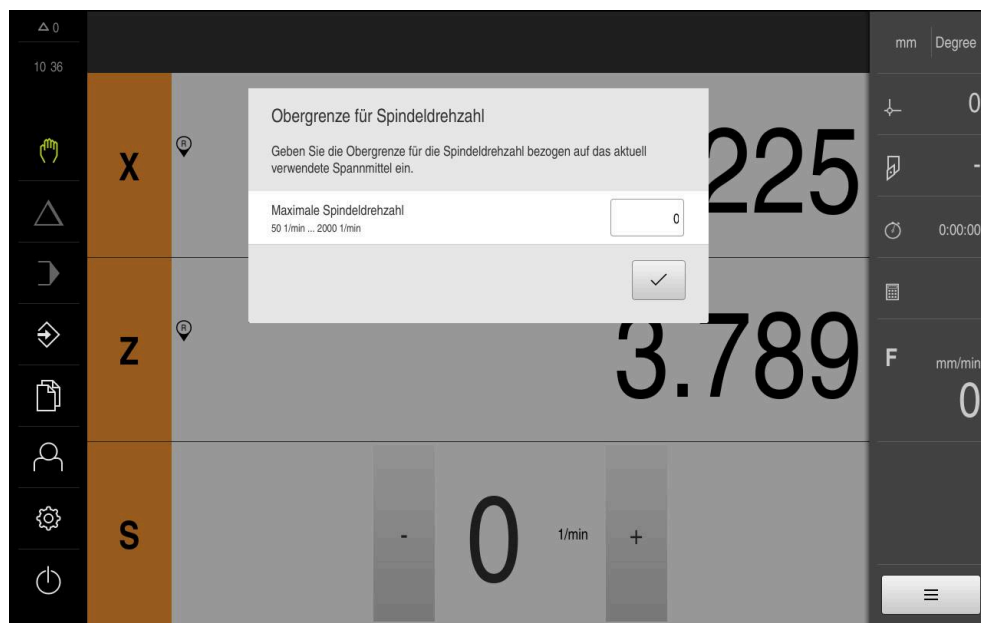 0
10 36
mm Degree
Obergrenze für Spindeldrehzahl
Geben Sie die Obergrenze für die Spindeldrehzahl bezogen auf das aktuell
verwendete Spannmittel ein.
Maximale Spindeldrehzahl
50 1/min ... 2000 1/min
0
X
R
225
Z
R
3.789
S
-
0
1/min
+
0
-
0:00:00
F
mm/min
0